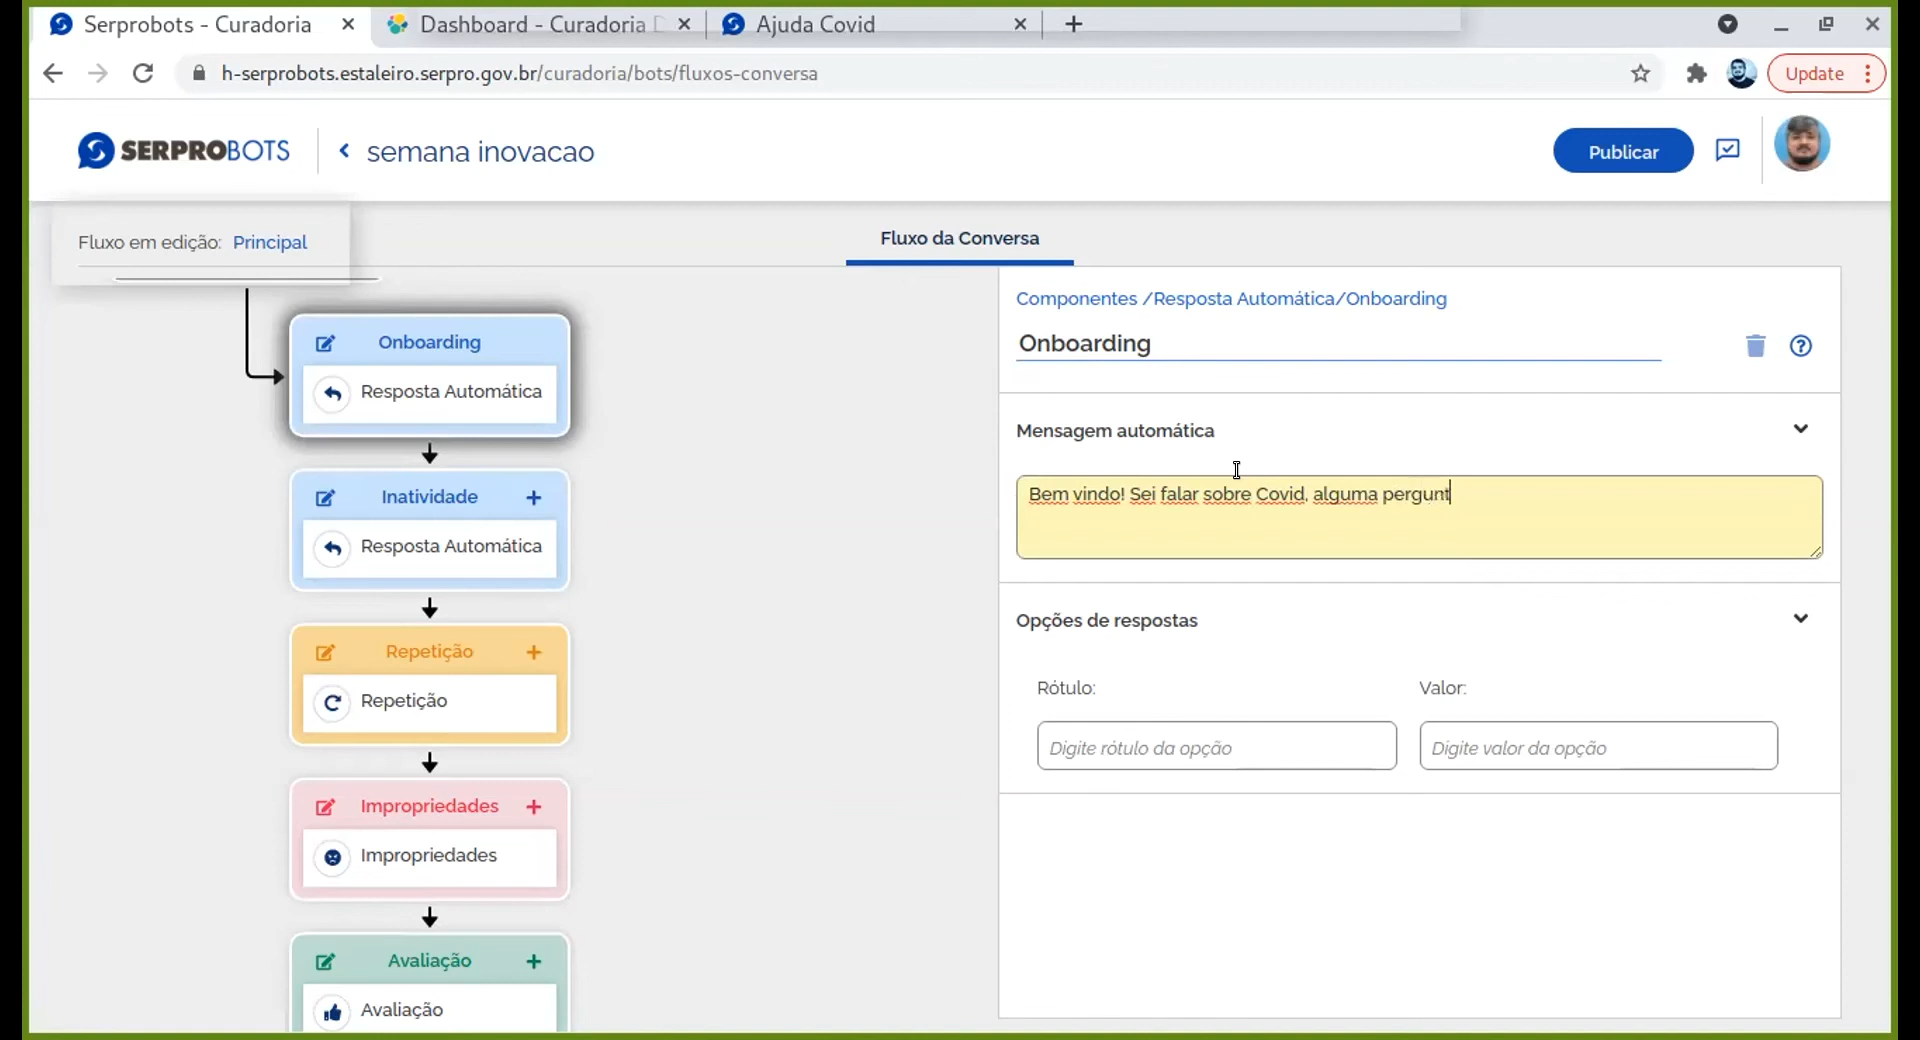 Serprobots - Curadoria
Dashboard - Curadoria
Ajuda Covid
h-serprobots.estaleiro.serpro.gov.br/curadoria/bots/fluxos-conversa
Update
SERPROBOTS
semana inovacao
Publicar
Fluxo em edição: Principal
Fluxo da Conversa
Onboarding
Resposta Automática
Inatividade
Resposta Automática
Repetição
Repetição
Impropriedades
Impropriedades
Avaliação
Avaliação
Componentes /Resposta Automática/Onboarding
Onboarding
Mensagem automática
Bem vindo! Sei falar sobre Covid, alguma pergunt
Opções de respostas
Rótulo: Valor:
Digite rótulo da opção Digite valor da opção